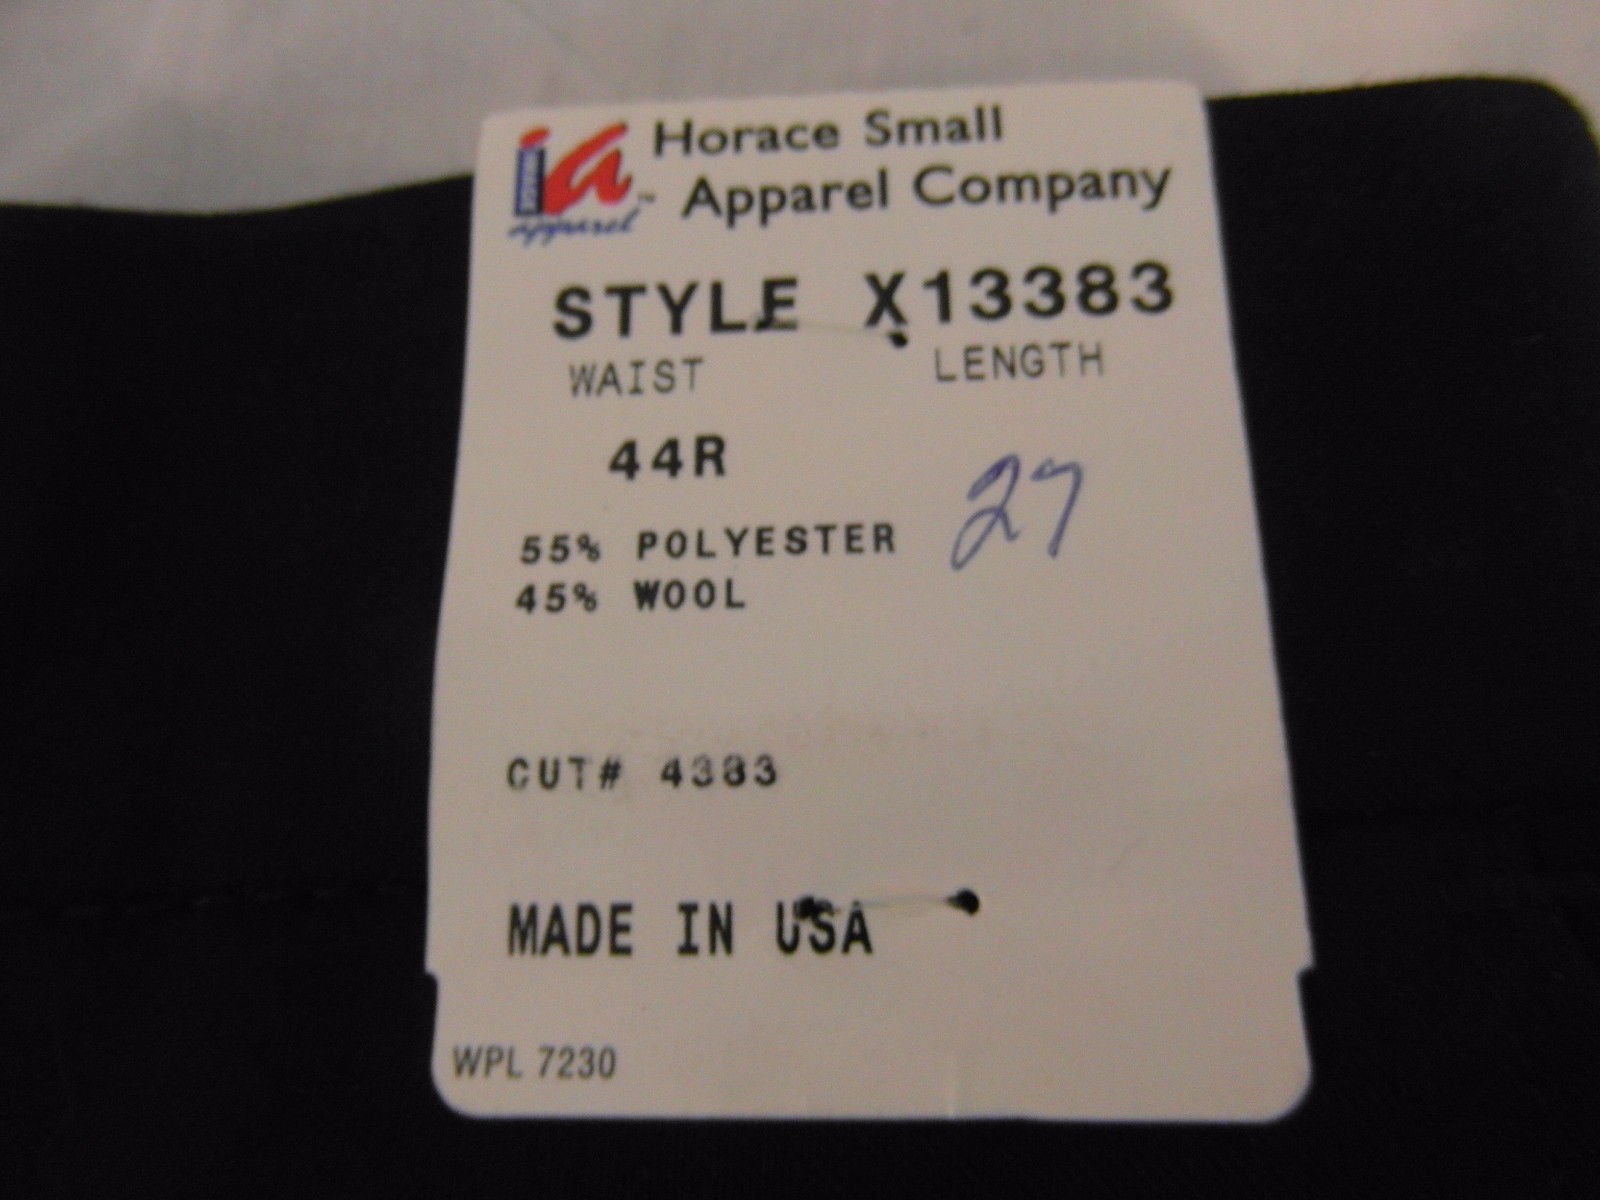 ia Horace Small
apparel™ Apparel Company
STYLE X13383
WAIST LENGTH
44R 27
55% POLYESTER
45% WOOL
CUT# 4383
MADE IN USA
WPL 7230